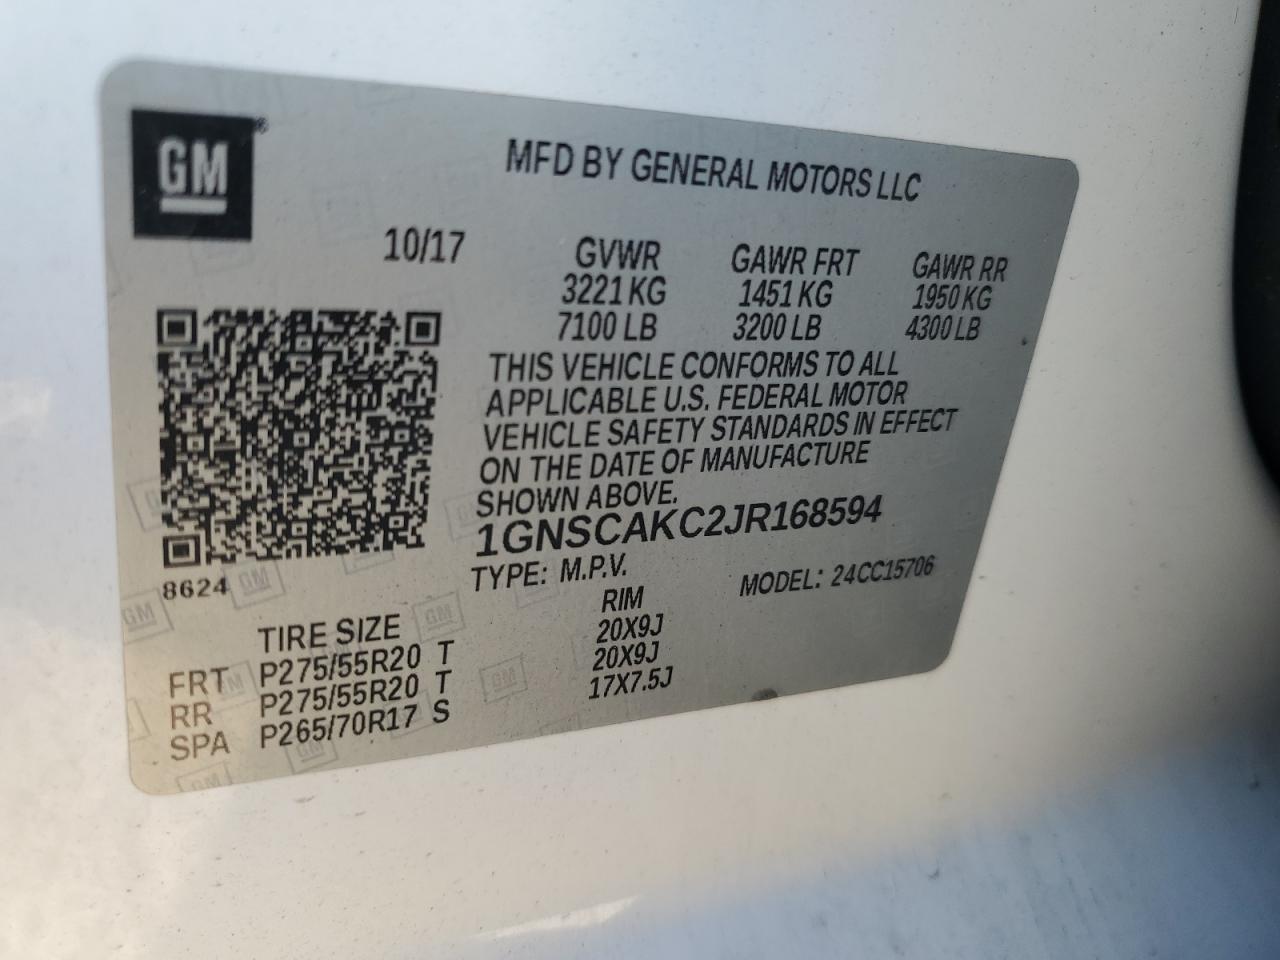 GM®
MFD BY GENERAL MOTORS LLC
10/17
GVWR GAWR FRT GAWR RR
3221 KG 1451 KG 1950 KG
7100 LB 3200 LB 4300 LB
THIS VEHICLE CONFORMS TO ALL
APPLICABLE U.S. FEDERAL MOTOR
VEHICLE SAFETY STANDARDS IN EFFECT
ON THE DATE OF MANUFACTURE
SHOWN ABOVE.
1GNSCAKC2JR168594
TYPE: M.P.V. MODEL: 24CC15706
8624
TIRE SIZE RIM
FRT P275/55R20 T 20X9J
RR P275/55R20 T 20X9J
SPA P265/70R17 S 17X7.5J